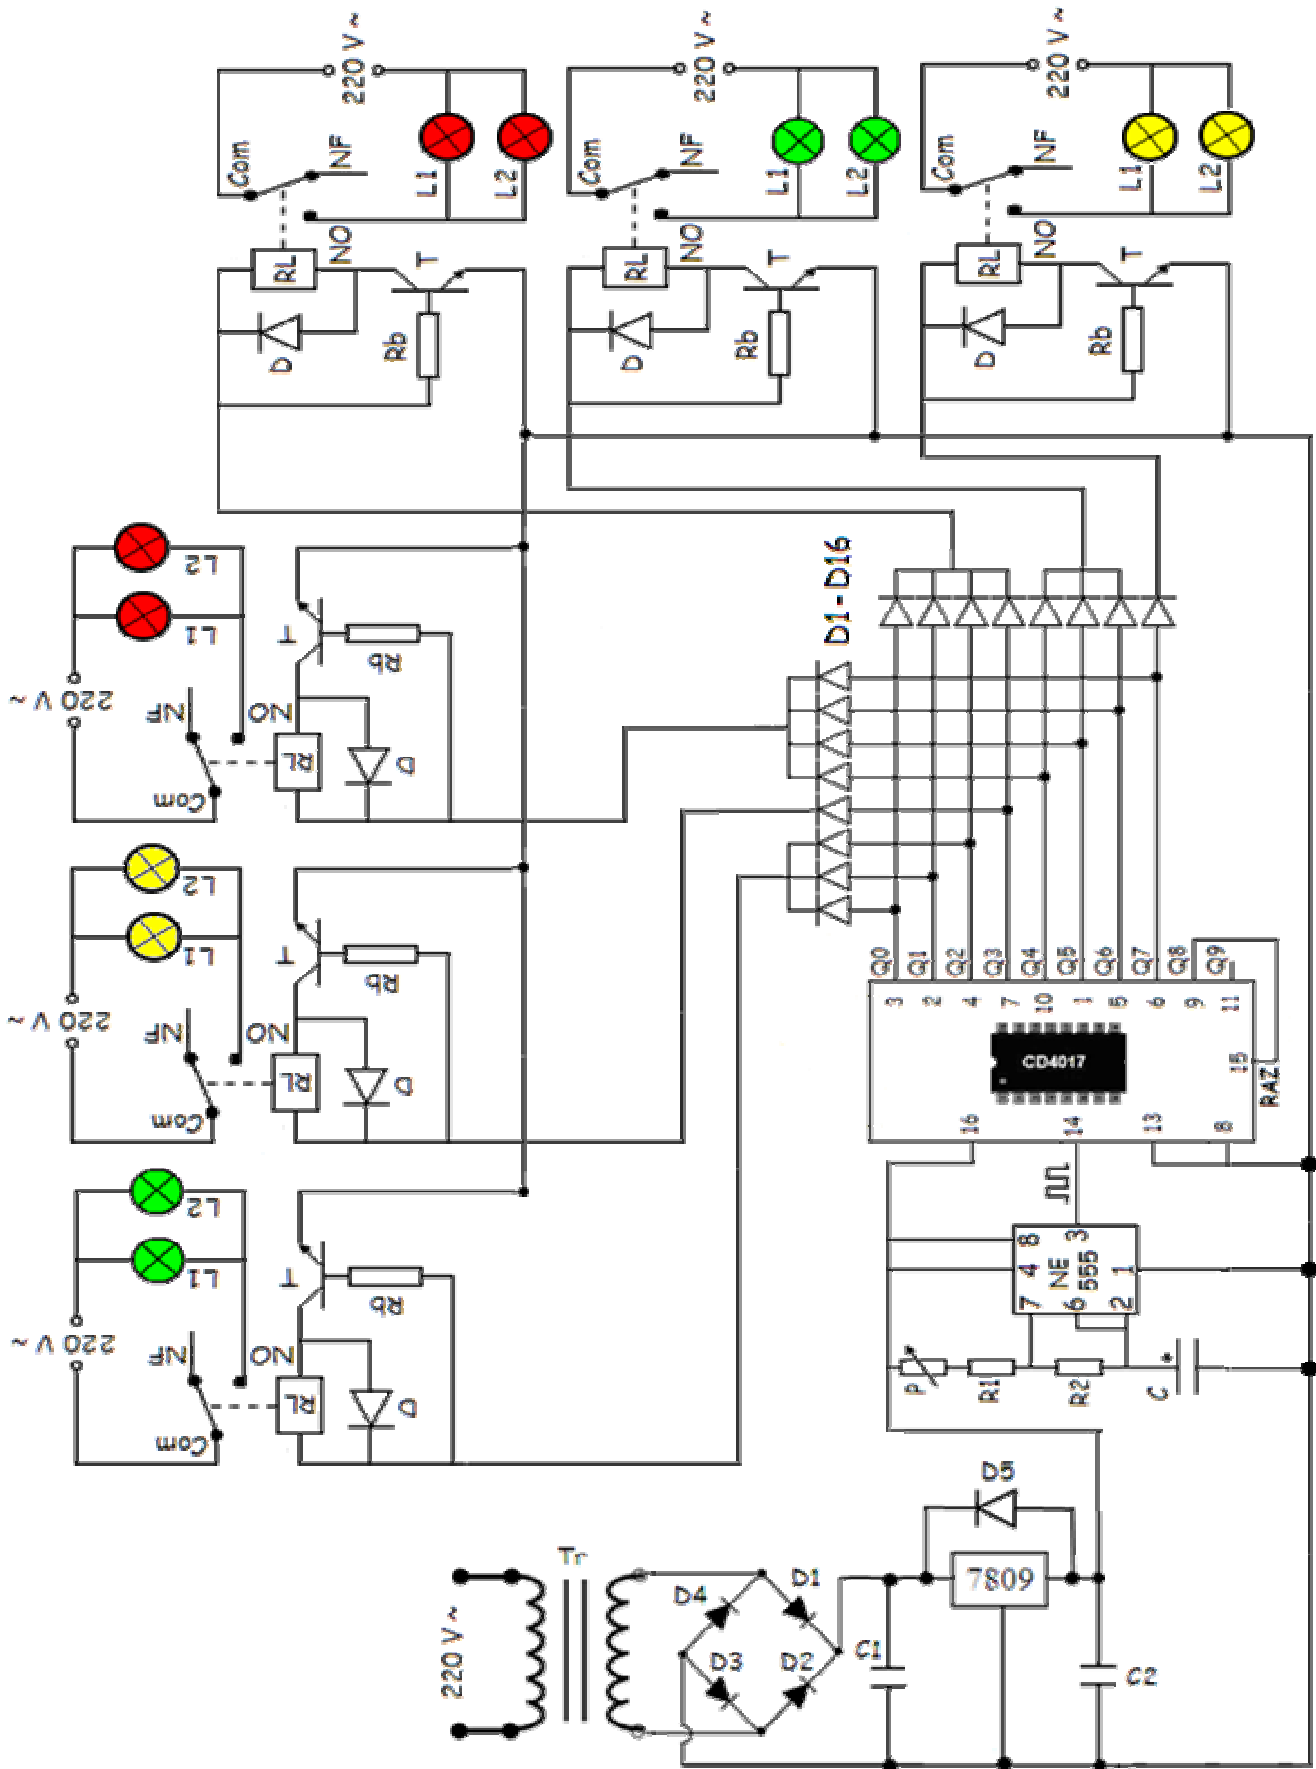 220 V ~
220 V ~
220 V ~
Com
NF
L1
L2
Com
NF
L1
L2
Com
NF
L1
L2
RL
NO
T
RL
NO
T
RL
NO
T
D
Rb
D
Rb
D
Rb
L2
L1
220 V ~
NF
NO
Com
T
Rb
RL
D
D1-D16
L2
L1
220 V ~
NF
NO
Com
T
Rb
RL
D
Q0
Q1
Q2
Q3
Q4
Q5
Q6
Q7
Q8
Q9
3
2
4
7
10
1
5
6
9
11
CD4017
15
RAZ
16
14
13
8
L2
L1
220 V ~
NF
NO
Com
T
Rb
RL
D
8
3
4
NE
555
1
7
6
2
P
R1
R2
C
+
D5
7809
Tr
220 V ~
D4
D1
D3
D2
C1
C2